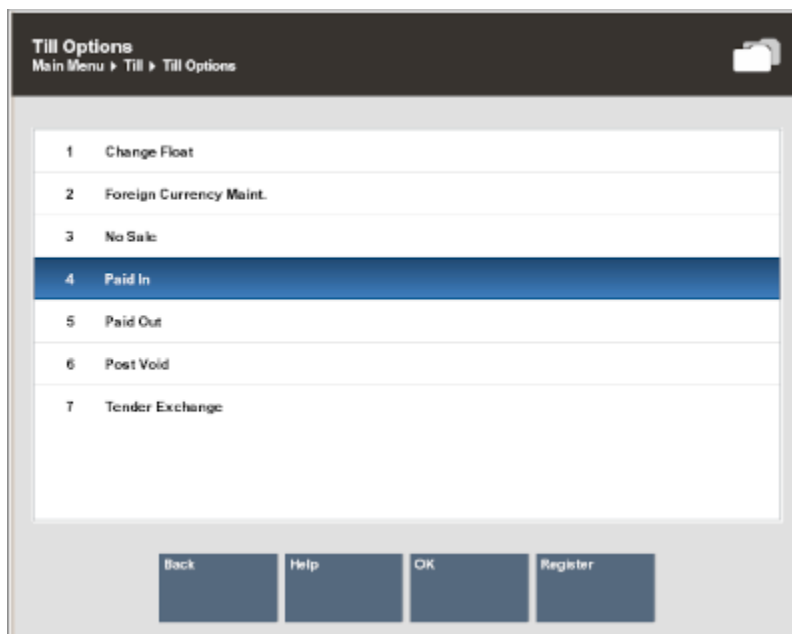 Till Options
Main Menu ▸ Till ▸ Till Options
1 Change Float
2 Foreign Currency Maint.
3 No Sale
4 Paid In
5 Paid Out
6 Post Void
7 Tender Exchange
Back Help OK Register